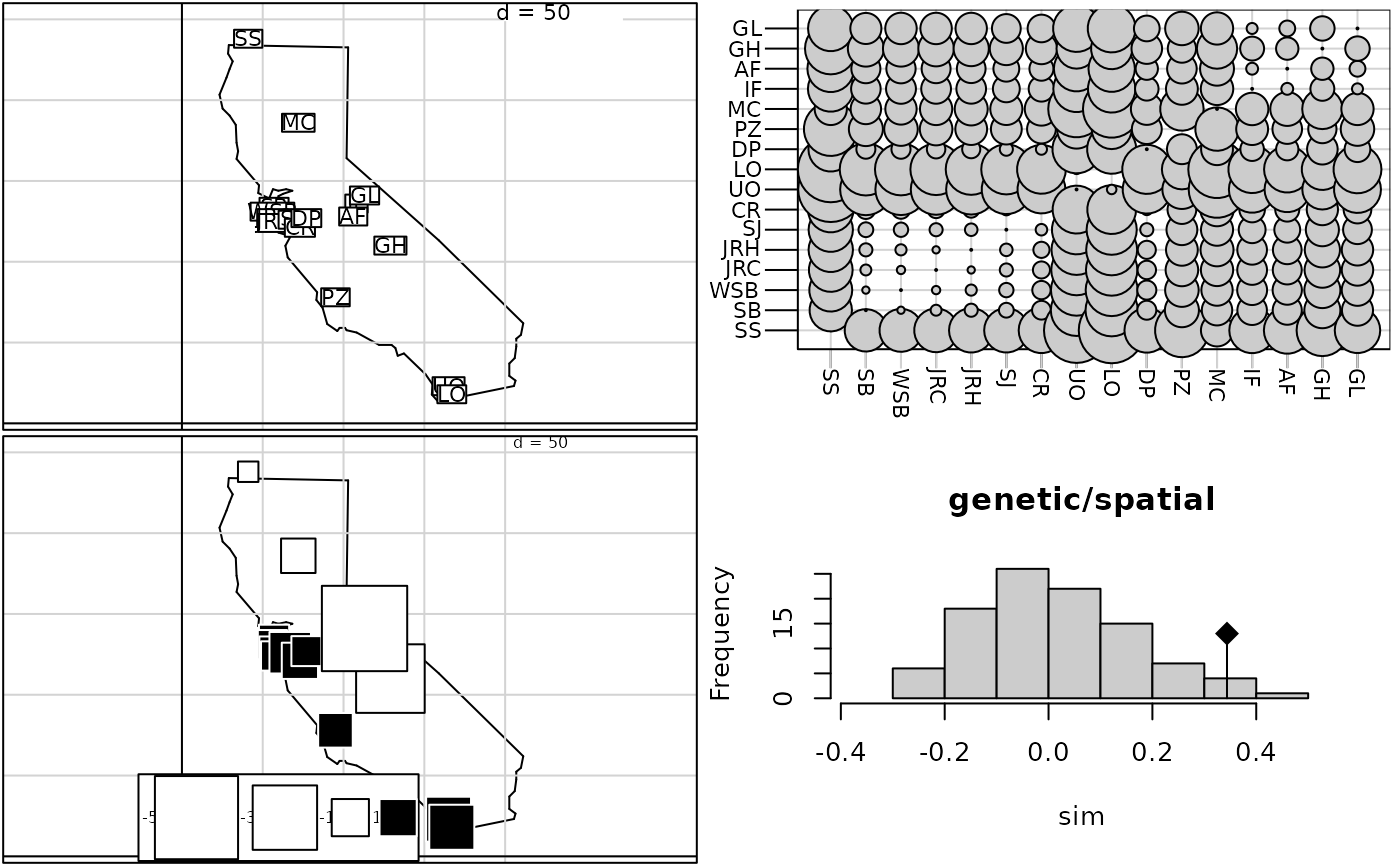 d = 50
SS
MC
GL
AF
DP
CR
GH
PZ
LO
GL
GH
AF
IF
MC
PZ
DP
LO
UO
CR
SJ
JRH
JRC
WSB
SB
SS
SS
SB
WSB
JRC
JRH
SJ
CR
UO
LO
DP
PZ
MC
IF
AF
GH
GL
d = 50
genetic/spatial
Frequency
15
0
-0.4 -0.2 0.0 0.2 0.4
sim